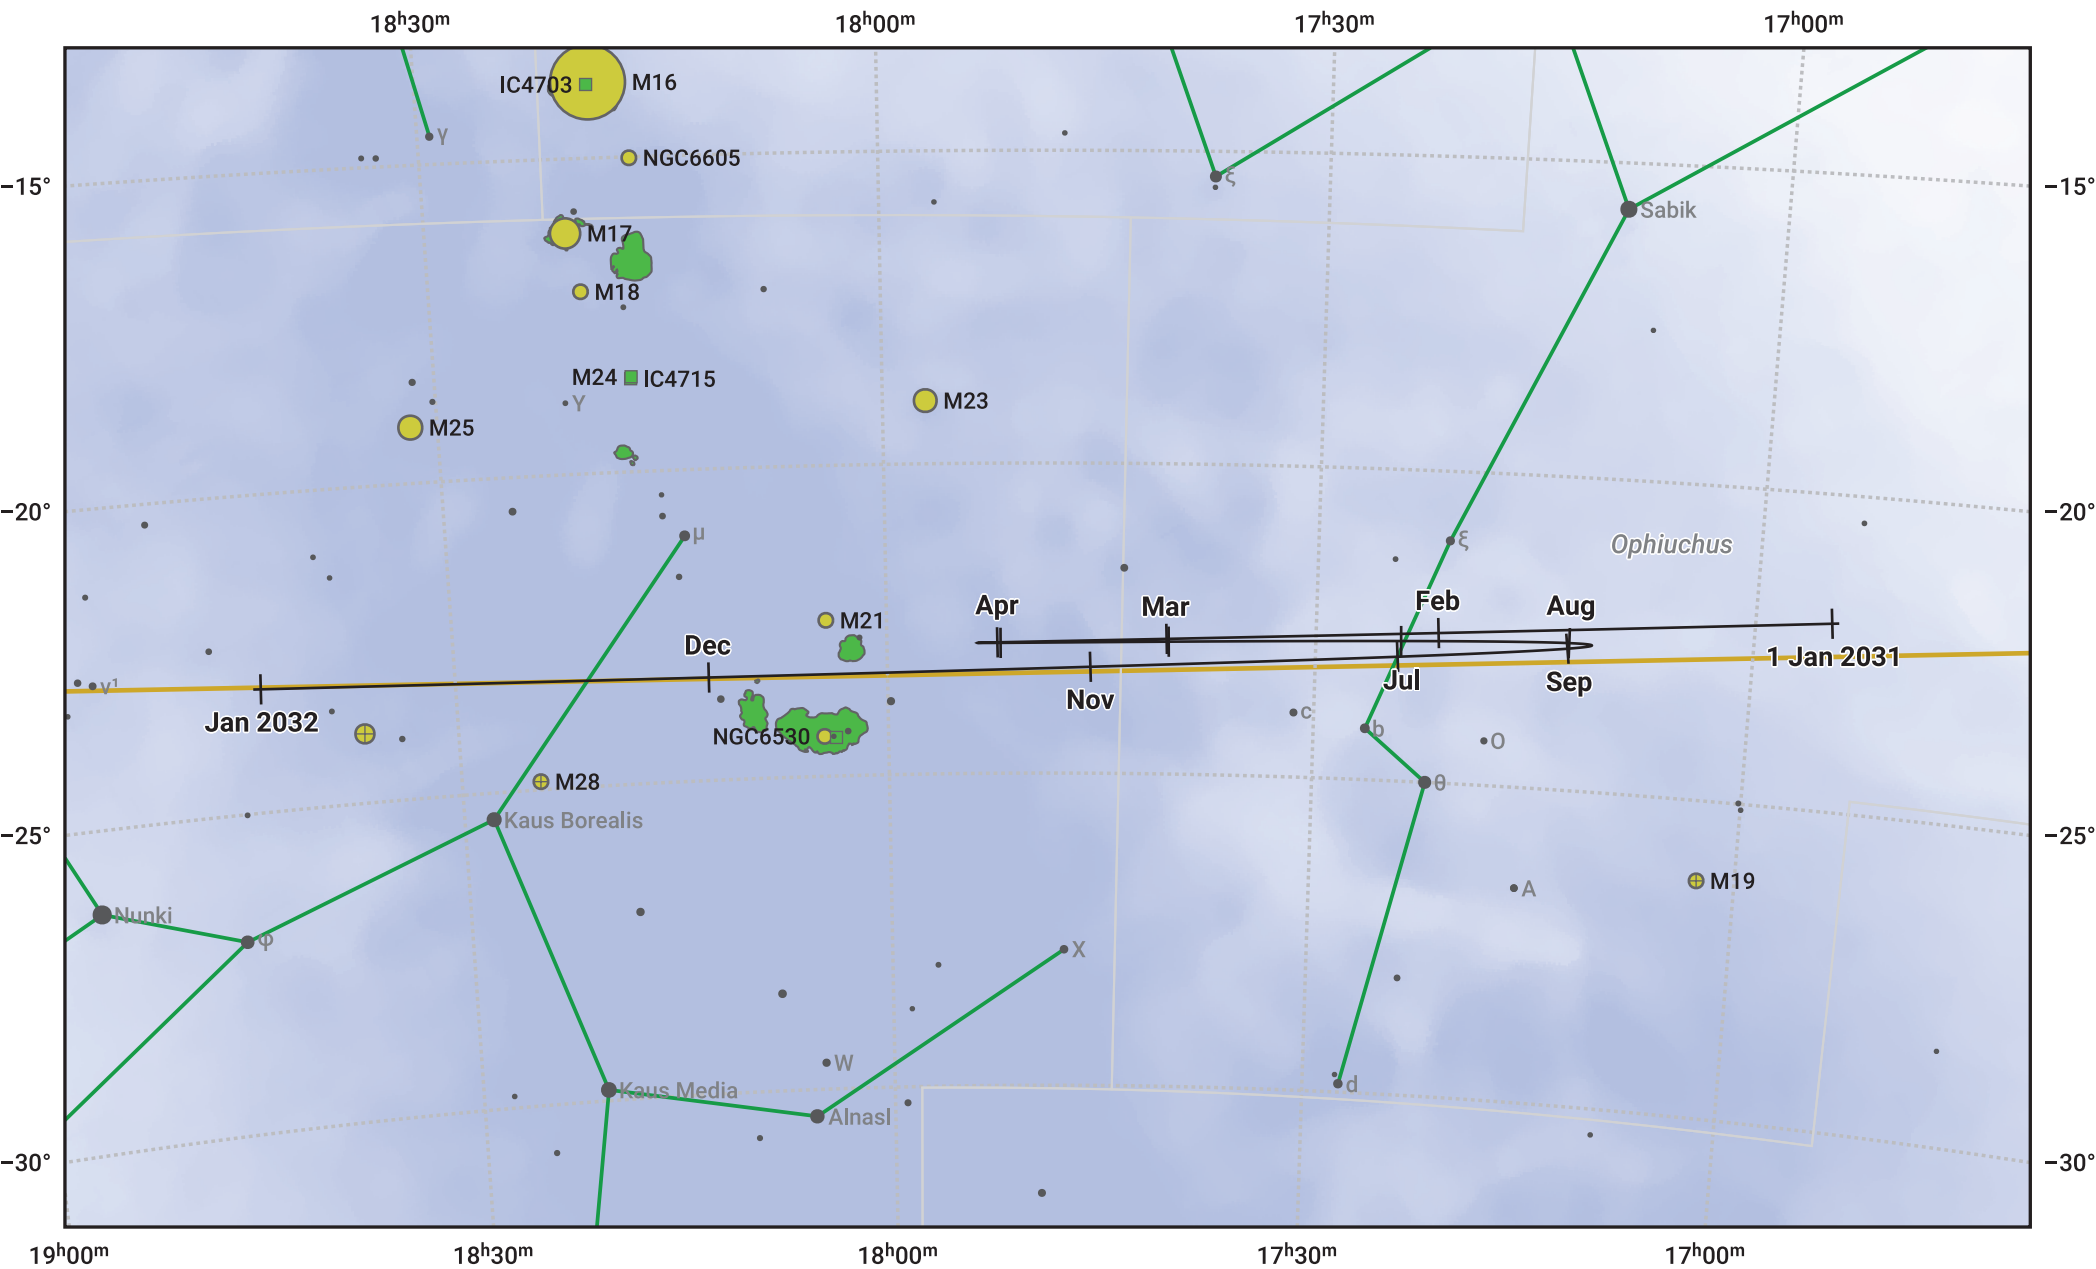 18h30m 18h00m 17h30m 17h00m
IC4703 M16
γ
NGC6605
−15° −15°
ξ
Sabik
M17
M18
M24 IC4715
Y
M23
M25
−20° −20°
μ
ξ
Ophiuchus
Apr Mar Feb Aug
M21
Dec
1 Jan 2031
ν¹
Jul Sep
Nov
Jan 2032
c
b
O
NGC6530
M28
θ
Kaus Borealis
−25° −25°
M19
A
Nunki
φ
X
W
d
Kaus Media
Alnasl
−30° −30°
19h00m 18h30m 18h00m 17h30m 17h00m